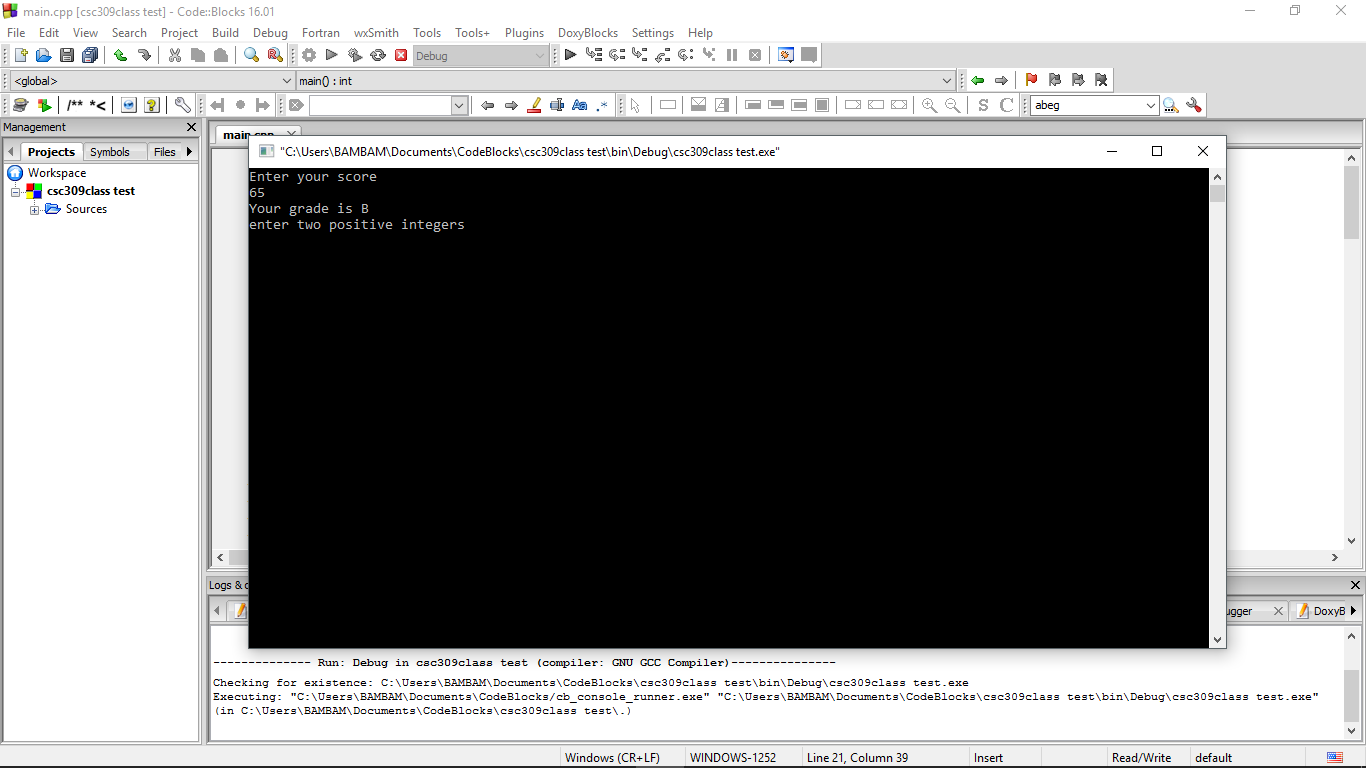 main.cpp [csc309class test] - Code::Blocks 16.01
File Edit View Search Project Build Debug Fortran wxSmith Tools Tools+ Plugins DoxyBlocks Settings Help
Debug
<global> main() : int
/** *< ? Aa .* S C abeg
Management
Projects Symbols Files
Workspace
csc309class test
Sources
main.cpp
"C:\Users\BAMBAM\Documents\CodeBlocks\csc309class test\bin\Debug\csc309class test.exe"
Enter your score
65
Your grade is B
enter two positive integers
Logs &
DoxyB
-------------- Run: Debug in csc309class test (compiler: GNU GCC Compiler)---------------
Checking for existence: C:\Users\BAMBAM\Documents\CodeBlocks\csc309class test\bin\Debug\csc309class test.exe
Executing: "C:\Users\BAMBAM\Documents\CodeBlocks/cb_console_runner.exe" "C:\Users\BAMBAM\Documents\CodeBlocks\csc309class test\bin\Debug\csc309class test.exe"
(in C:\Users\BAMBAM\Documents\CodeBlocks\csc309class test\.)
Windows (CR+LF) WINDOWS-1252 Line 21, Column 39 Insert Read/Write default